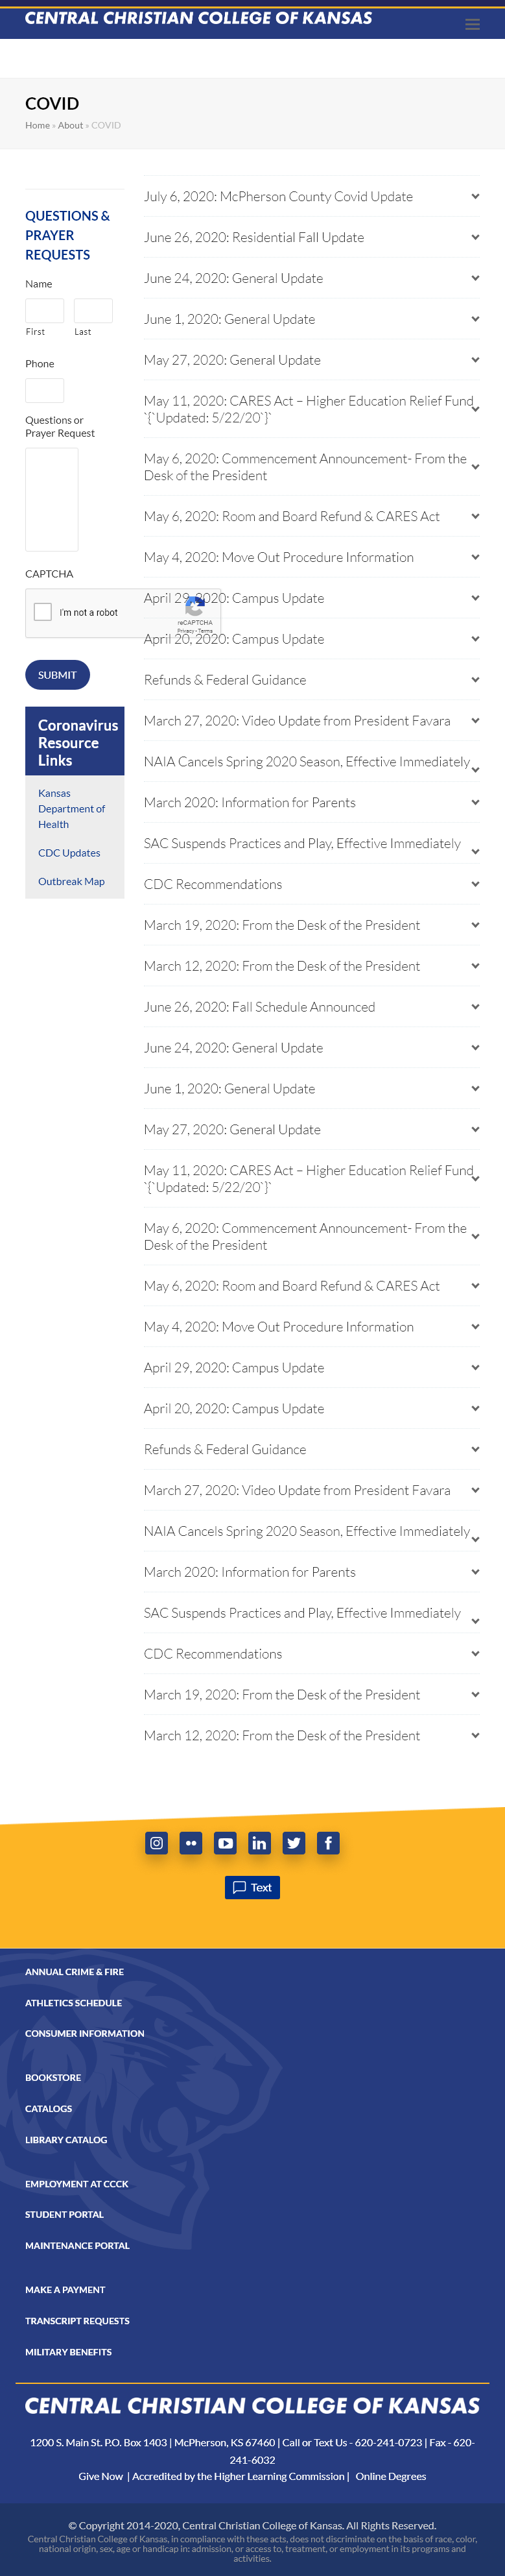 CENTRAL CHRISTIAN COLLEGE OF KANSAS
COVID
Home » About » COVID
QUESTIONS &
PRAYER
REQUESTS
Name
First
Last
Phone
Questions or
Prayer Request
CAPTCHA
I'm not a robot
reCAPTCHA
Privacy - Terms
SUBMIT
Coronavirus
Resource
Links
Kansas
Department of
Health
CDC Updates
Outbreak Map
July 6, 2020: McPherson County Covid Update
June 26, 2020: Residential Fall Update
June 24, 2020: General Update
June 1, 2020: General Update
May 27, 2020: General Update
May 11, 2020: CARES Act – Higher Education Relief Fund
`{`Updated: 5/22/20`}`
May 6, 2020: Commencement Announcement- From the
Desk of the President
May 6, 2020: Room and Board Refund & CARES Act
May 4, 2020: Move Out Procedure Information
April 29, 2020: Campus Update
April 20, 2020: Campus Update
Refunds & Federal Guidance
March 27, 2020: Video Update from President Favara
NAIA Cancels Spring 2020 Season, Effective Immediately
March 2020: Information for Parents
SAC Suspends Practices and Play, Effective Immediately
CDC Recommendations
March 19, 2020: From the Desk of the President
March 12, 2020: From the Desk of the President
June 26, 2020: Fall Schedule Announced
June 24, 2020: General Update
June 1, 2020: General Update
May 27, 2020: General Update
May 11, 2020: CARES Act – Higher Education Relief Fund
`{`Updated: 5/22/20`}`
May 6, 2020: Commencement Announcement- From the
Desk of the President
May 6, 2020: Room and Board Refund & CARES Act
May 4, 2020: Move Out Procedure Information
April 29, 2020: Campus Update
April 20, 2020: Campus Update
Refunds & Federal Guidance
March 27, 2020: Video Update from President Favara
NAIA Cancels Spring 2020 Season, Effective Immediately
March 2020: Information for Parents
SAC Suspends Practices and Play, Effective Immediately
CDC Recommendations
March 19, 2020: From the Desk of the President
March 12, 2020: From the Desk of the President
Text
ANNUAL CRIME & FIRE
ATHLETICS SCHEDULE
CONSUMER INFORMATION
BOOKSTORE
CATALOGS
LIBRARY CATALOG
EMPLOYMENT AT CCCK
STUDENT PORTAL
MAINTENANCE PORTAL
MAKE A PAYMENT
TRANSCRIPT REQUESTS
MILITARY BENEFITS
CENTRAL CHRISTIAN COLLEGE OF KANSAS
1200 S. Main St. P.O. Box 1403 | McPherson, KS 67460 | Call or Text Us - 620-241-0723 | Fax - 620-
241-6032
Give Now | Accredited by the Higher Learning Commission | Online Degrees
© Copyright 2014-2020, Central Christian College of Kansas. All Rights Reserved.
Central Christian College of Kansas, in compliance with these acts, does not discriminate on the basis of race, color,
national origin, sex, age or handicap in: admission, or access to, treatment, or employment in its programs and
activities.